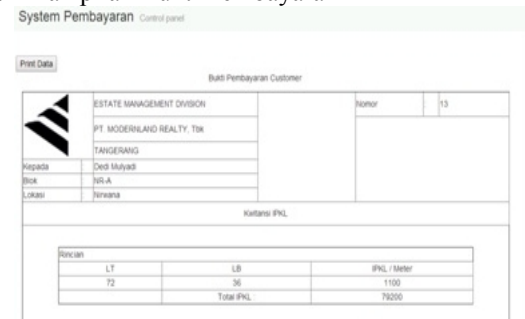 System Pembayaran Control panel
Print Data
Bukti Pembayaran Customer
ESTATE MANAGEMENT DIVISION
Nomor : 13
PT. MODERNLAND REALTY, Tbk
TANGERANG
Kepada : Dedi Mulyadi
Blok : NR-A
Lokasi : Nirwana
Kwitansi IPKL
Rincian
LT LB IPKL / Meter
72 36 1100
Total IPKL 79200